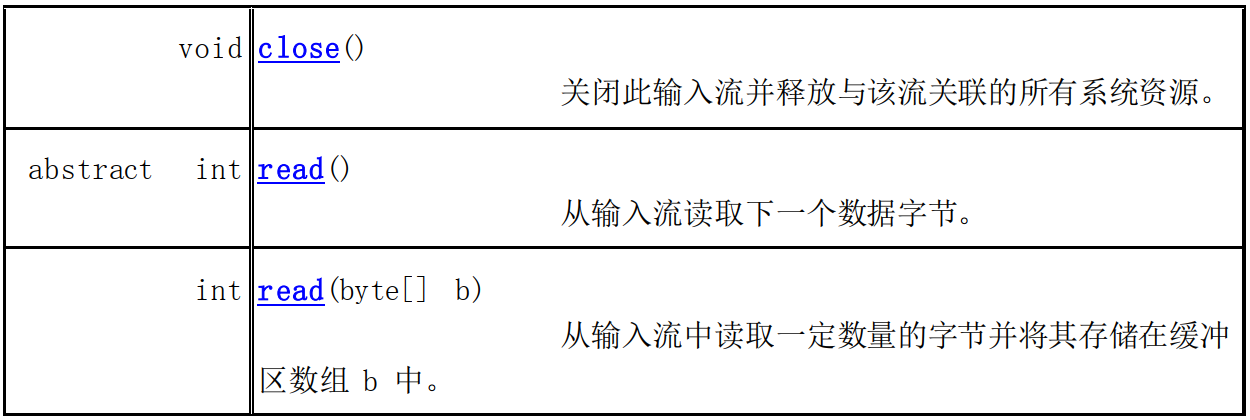 void close()
关闭此输入流并释放与该流关联的所有系统资源。
abstract int read()
从输入流读取下一个数据字节。
int read(byte[] b)
从输入流中读取一定数量的字节并将其存储在缓冲
区数组 b 中。